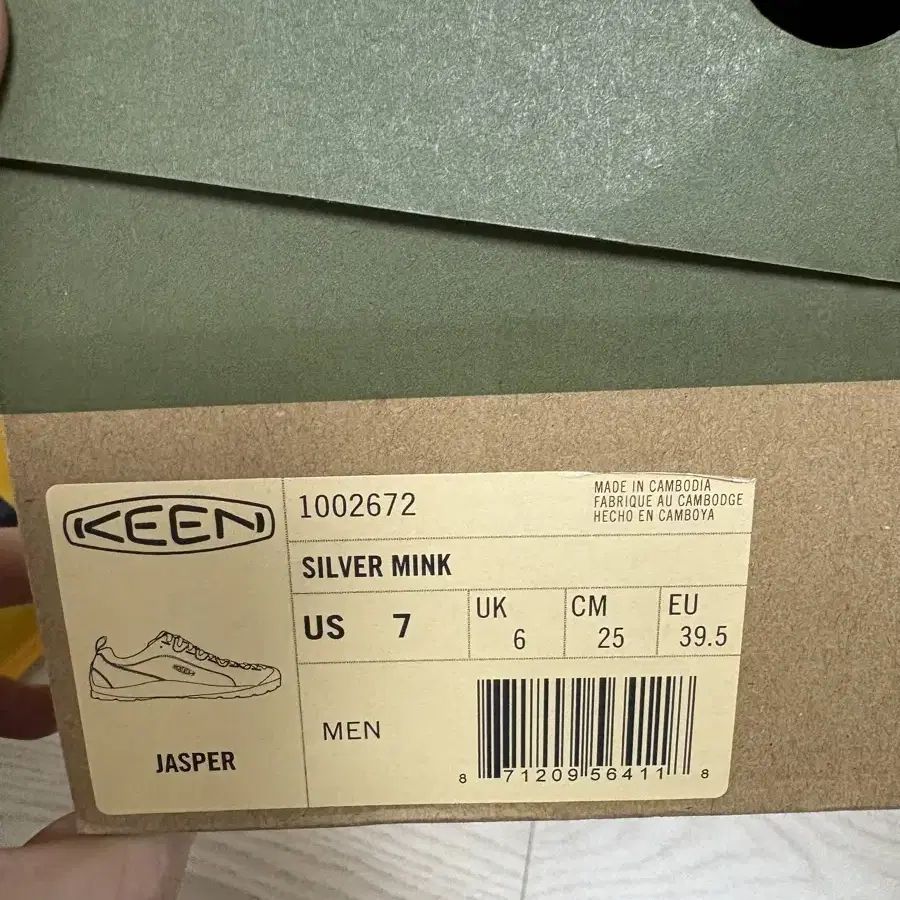 KEEN
1002672
MADE IN CAMBODIA
FABRIQUE AU CAMBODGE
HECHO EN CAMBOYA
SILVER MINK
US 7
UK 6
CM 25
EU 39.5
KEEN
JASPER
MEN
8 71209 56411 8